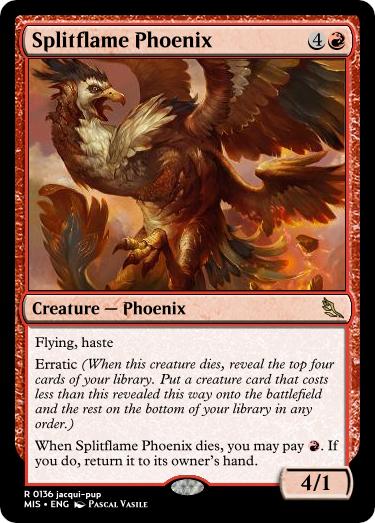 Splitflame Phoenix 4
Creature — Phoenix
Flying, haste
Erratic (When this creature dies, reveal the top four
cards of your library. Put a creature card that costs
less than this revealed this way onto the battlefield
and the rest on the bottom of your library in any
order.)
When Splitflame Phoenix dies, you may pay . If
you do, return it to its owner's hand.
4/1
R 0136 jacqui-pup
MIS • ENG Pascal Vasile